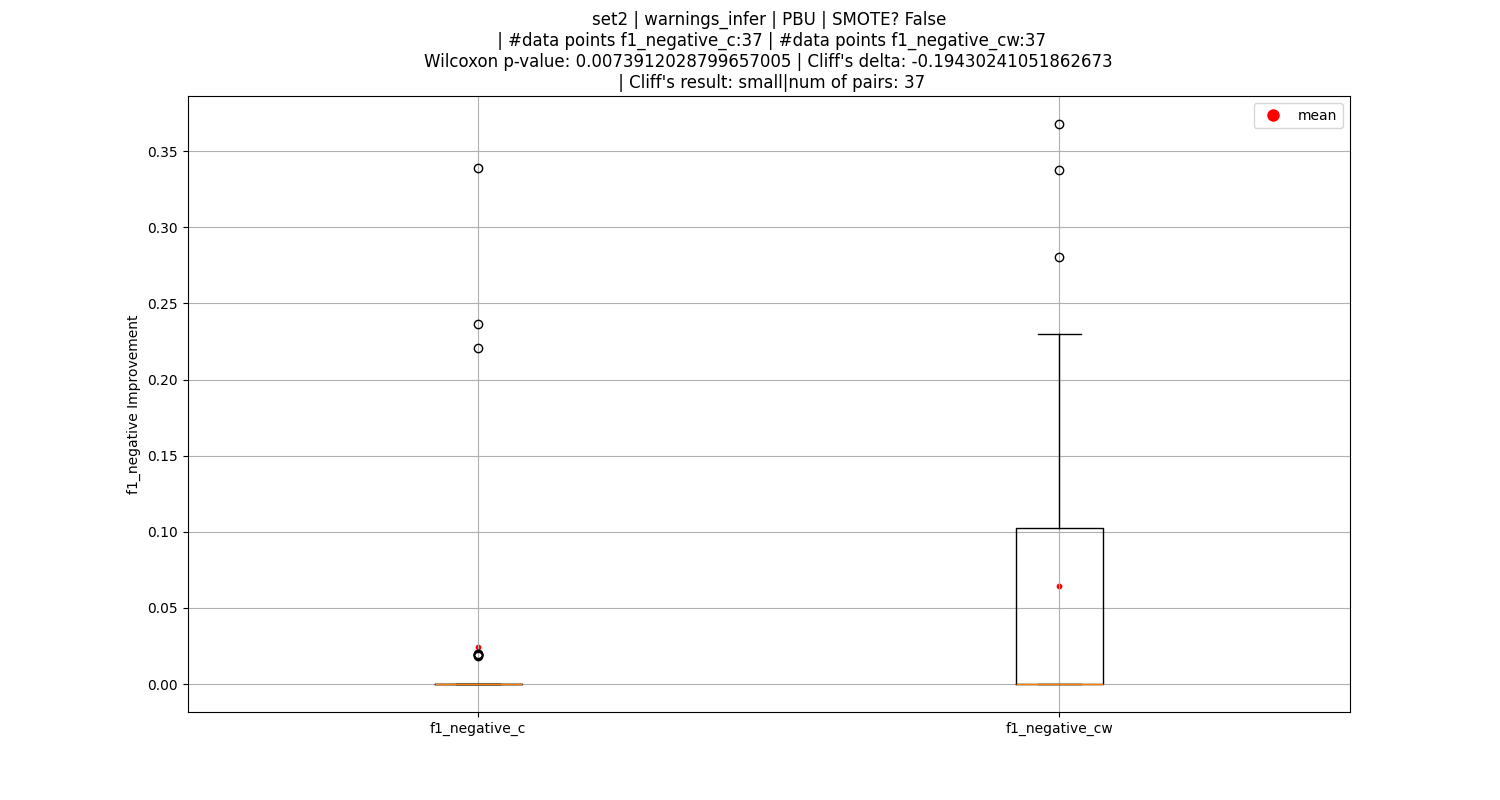 set2 | warnings_infer | PBU | SMOTE? False
| #data points f1_negative_c:37 | #data points f1_negative_cw:37
Wilcoxon p-value: 0.0073912028799657005 | Cliff's delta: -0.19430241051862673
| Cliff's result: small|num of pairs: 37
mean
0.35
0.30
0.25
0.20
0.15
0.10
0.05
0.00
f1_negative Improvement
f1_negative_c
f1_negative_cw